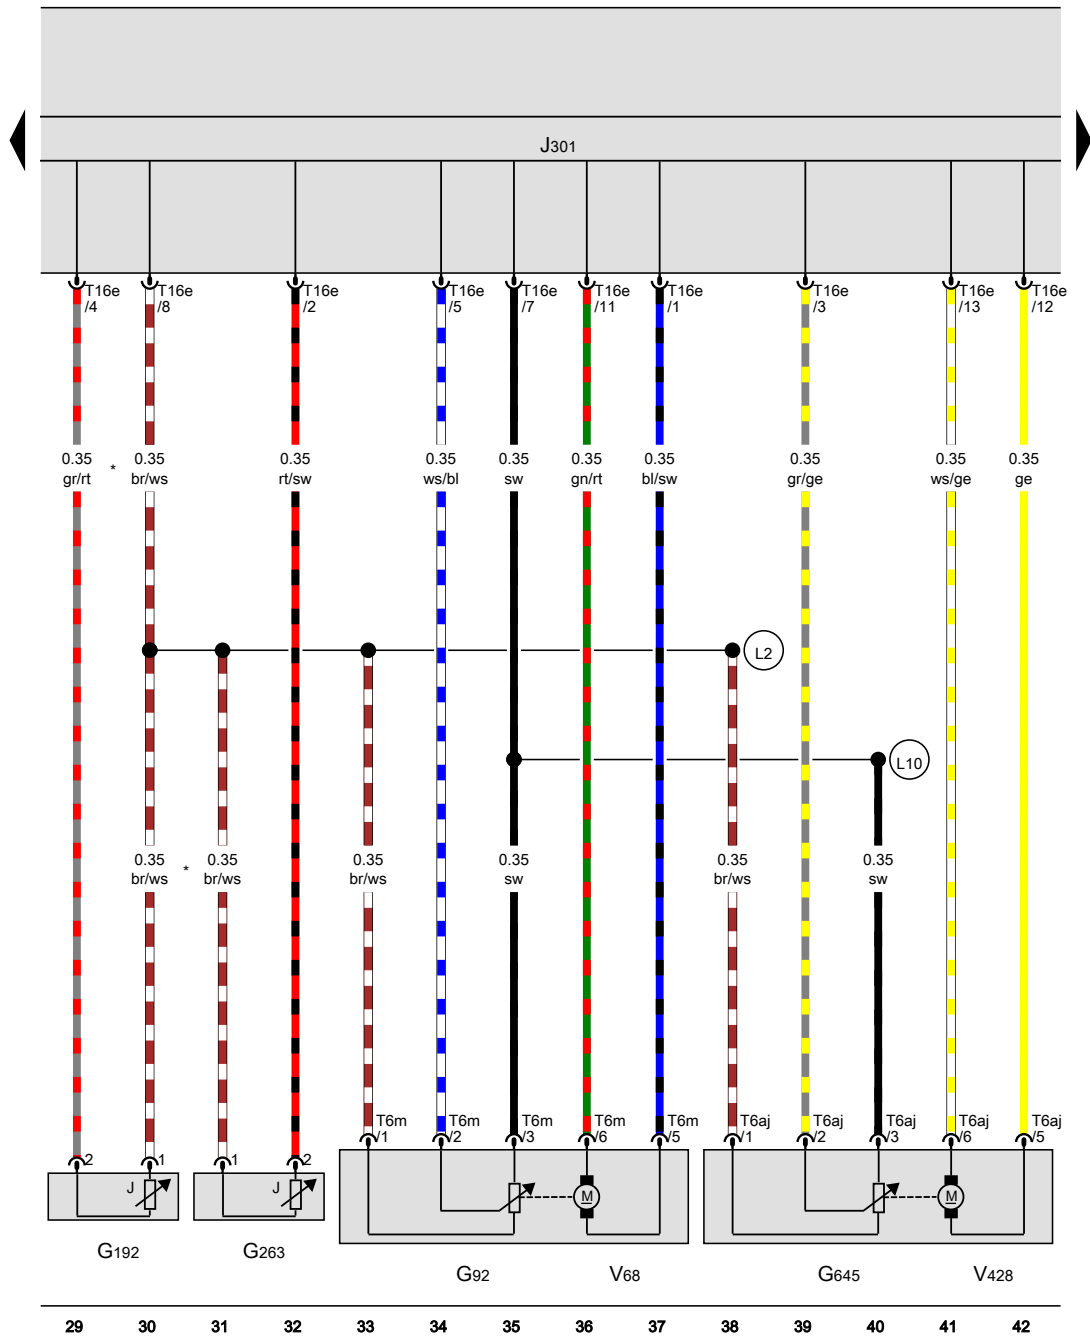 J301
T16e T16e T16e T16e T16e T16e T16e T16e T16e T16e
/4 /8 /2 /5 /7 /11 /1 /3 /13 /12
0.35 * 0.35 0.35 0.35 0.35 0.35 0.35 0.35 0.35 0.35
gr/rt br/ws rt/sw ws/bl sw gn/rt bl/sw gr/ge ws/ge ge
L2
L10
0.35 * 0.35 0.35 0.35 0.35 0.35
br/ws br/ws br/ws sw br/ws sw
T6m T6m T6m T6m T6m T6aj T6aj T6aj T6aj T6aj
/1 /2 /3 /6 /5 /1 /2 /3 /6 /5
2 1 1 2
J J M M
G192 G263
G92 V68 G645 V428
29 30 31 32 33 34 35 36 37 38 39 40 41 42